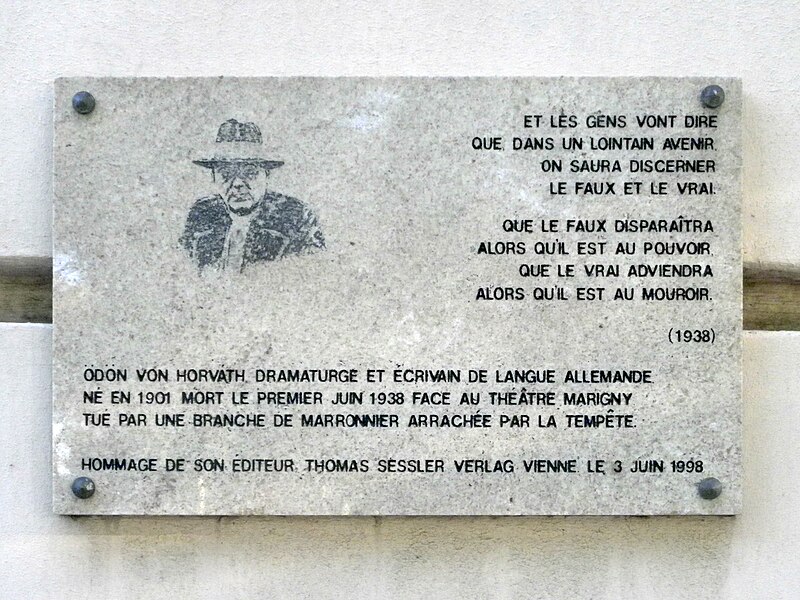 ET LES GENS VONT DIRE
QUE, DANS UN LOINTAIN AVENIR,
ON SAURA DISCERNER
LE FAUX ET LE VRAI.
QUE LE FAUX DISPARAÎTRA
ALORS QU'IL EST AU POUVOIR,
QUE LE VRAI ADVIENDRA
ALORS QU'IL EST AU MOUROIR.
(1938)
ÖDÖN VON HORVÁTH, DRAMATURGE ET ÉCRIVAIN DE LANGUE ALLEMANDE,
NÉ EN 1901 MORT LE PREMIER JUIN 1938 FACE AU THÉÂTRE MARIGNY
TUÉ PAR UNE BRANCHE DE MARRONNIER ARRACHÉE PAR LA TEMPÊTE.
HOMMAGE DE SON ÉDITEUR, THOMAS SESSLER VERLAG, VIENNE, LE 3 JUIN 1998